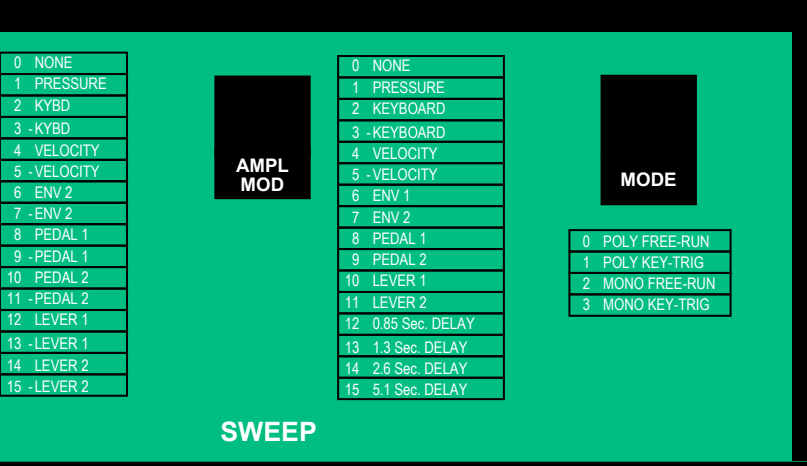 0 NONE
1 PRESSURE
2 KYBD
3 -KYBD
4 VELOCITY
5 -VELOCITY
6 ENV 2
7 -ENV 2
8 PEDAL 1
9 -PEDAL 1
10 PEDAL 2
11 -PEDAL 2
12 LEVER 1
13 -LEVER 1
14 LEVER 2
15 -LEVER 2
AMPL
MOD
0 NONE
1 PRESSURE
2 KEYBOARD
3 -KEYBOARD
4 VELOCITY
5 -VELOCITY
6 ENV 1
7 ENV 2
8 PEDAL 1
9 PEDAL 2
10 LEVER 1
11 LEVER 2
12 0.85 Sec. DELAY
13 1.3 Sec. DELAY
14 2.6 Sec. DELAY
15 5.1 Sec. DELAY
MODE
0 POLY FREE-RUN
1 POLY KEY-TRIG
2 MONO FREE-RUN
3 MONO KEY-TRIG
SWEEP